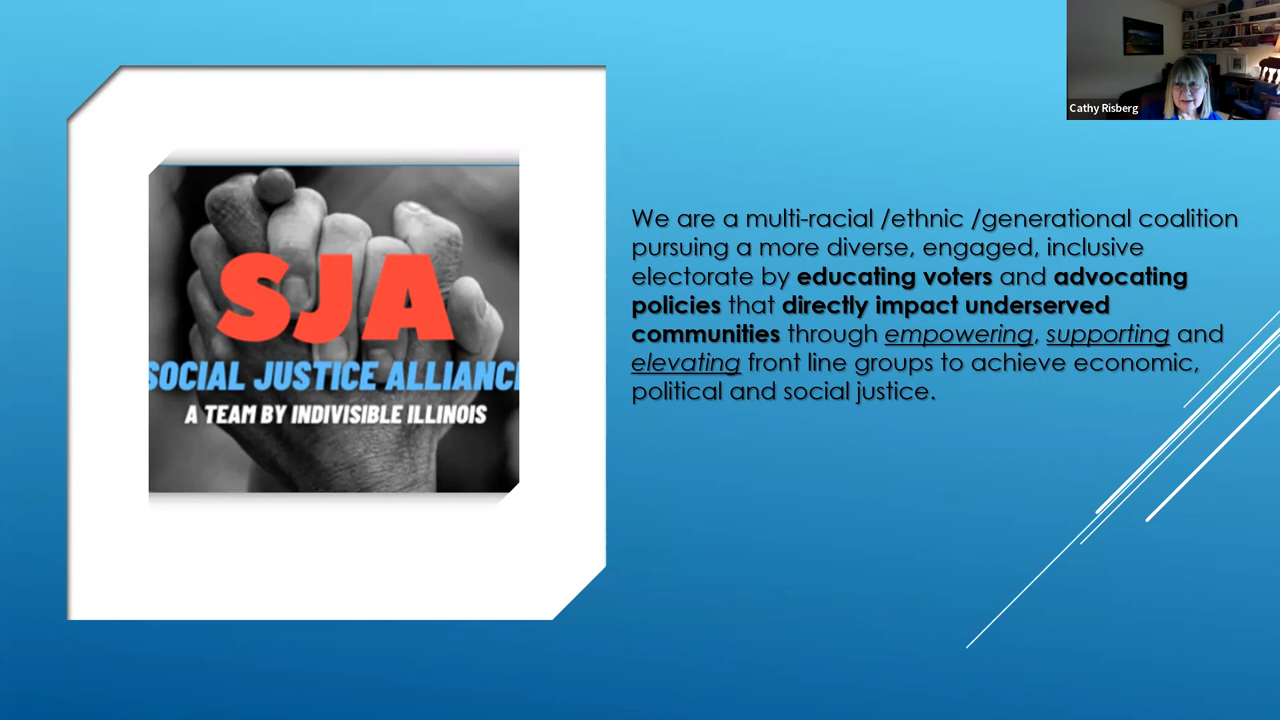 Cathy Risberg
SJA
SOCIAL JUSTICE ALLIANC
A TEAM BY INDIVISIBLE ILLINOIS
We are a multi-racial /ethnic /generational coalition
pursuing a more diverse, engaged, inclusive
electorate by educating voters and advocating
policies that directly impact underserved
communities through empowering, supporting and
elevating front line groups to achieve economic,
political and social justice.